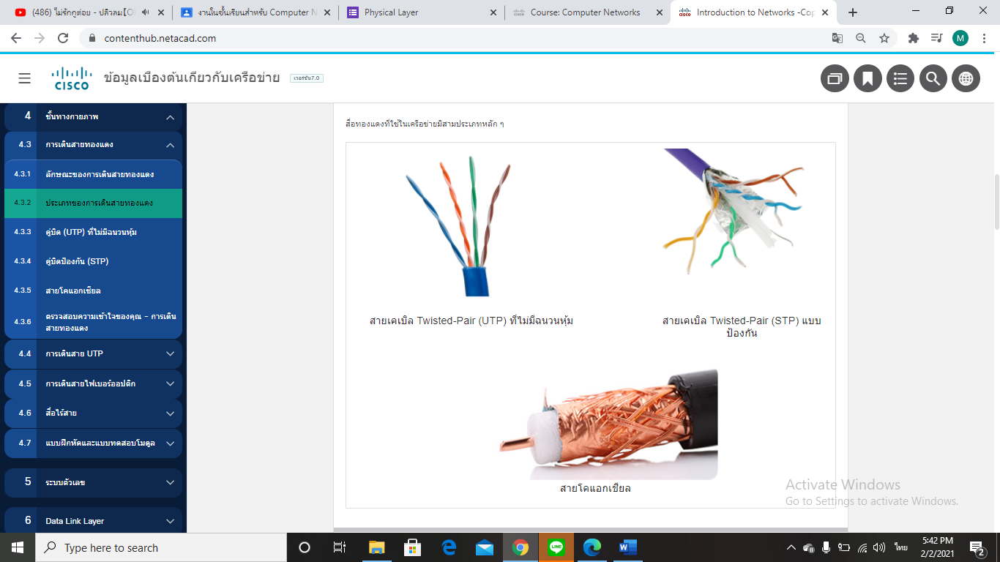 (486) ไม่รักกูต่อย - ปลิวลม【O
งานในชั้นเรียนสำหรับ Computer N
Physical Layer
Course: Computer Networks
Introduction to Networks -Cop
contenthub.netacad.com
M
CISCO
ข้อมูลเบื้องต้นเกี่ยวกับเครือข่าย
เวอร์ชัน7.0
4 ชั้นทางกายภาพ
4.3 การเดินสายทองแดง
4.3.1 ลักษณะของการเดินสายทองแดง
4.3.2 ประเภทของการเดินสายทองแดง
4.3.3 คู่บิด (UTP) ที่ไม่มีฉนวนหุ้ม
4.3.4 คู่บิดป้องกัน (STP)
4.3.5 สายโคแอกเชียล
4.3.6 ตรวจสอบความเข้าใจของคุณ - การเดิน
สายทองแดง
4.4 การเดินสาย UTP
4.5 การเดินสายไฟเบอร์ออปติก
4.6 สื่อไร้สาย
4.7 แบบฝึกหัดและแบบทดสอบโมดูล
5 ระบบตัวเลข
6 Data Link Layer
สื่อทองแดงที่ใช้ในเครือข่ายมีสามประเภทหลัก ๆ
สายเคเบิล Twisted-Pair (UTP) ที่ไม่มีฉนวนหุ้ม
สายเคเบิล Twisted-Pair (STP) แบบ
ป้องกัน
สายโคแอกเชียล
Activate Windows
Go to Settings to activate Windows.
Type here to search
LINE
ไทย
5:42 PM
2/2/2021
2